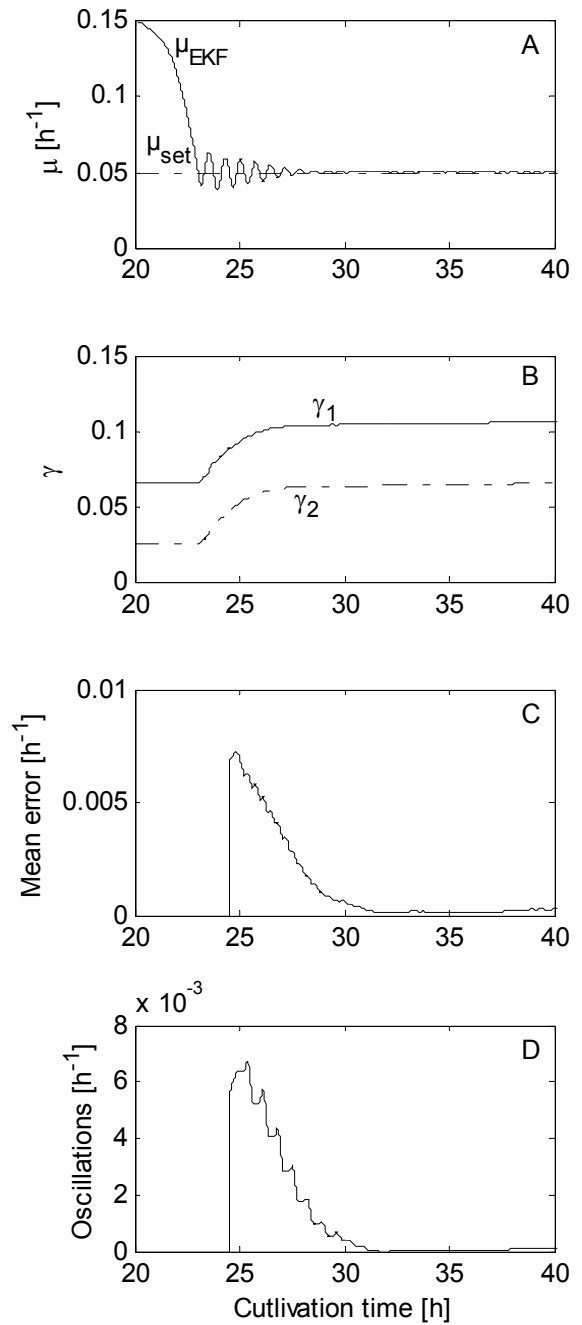 0.15
A
μEKF
0.1
μ [h-1]
μset
0.05
0
20 25 30 35 40
0.15
B
γ1
0.1
γ
0.05
γ2
0
20 25 30 35 40
0.01
C
Mean error [h-1]
0.005
0
20 25 30 35 40
x 10-3
8
D
6
Oscillations [h-1]
4
2
0
20 25 30 35 40
Cutlivation time [h]